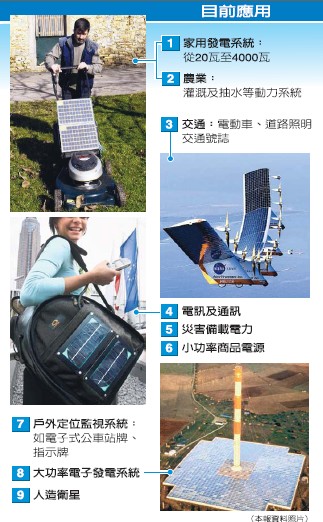 目前應用
1 家用發電系統：
從20瓦至4000瓦
2 農業：
灌溉及抽水等動力系統
3 交通：電動車、道路照明
交通號誌
4 電訊及通訊
5 災害備載電力
6 小功率商品電源
7 戶外定位監視系統：
如電子式公車站牌、
指示牌
8 大功率電子發電系統
9 人造衛星
（本報資料照片）